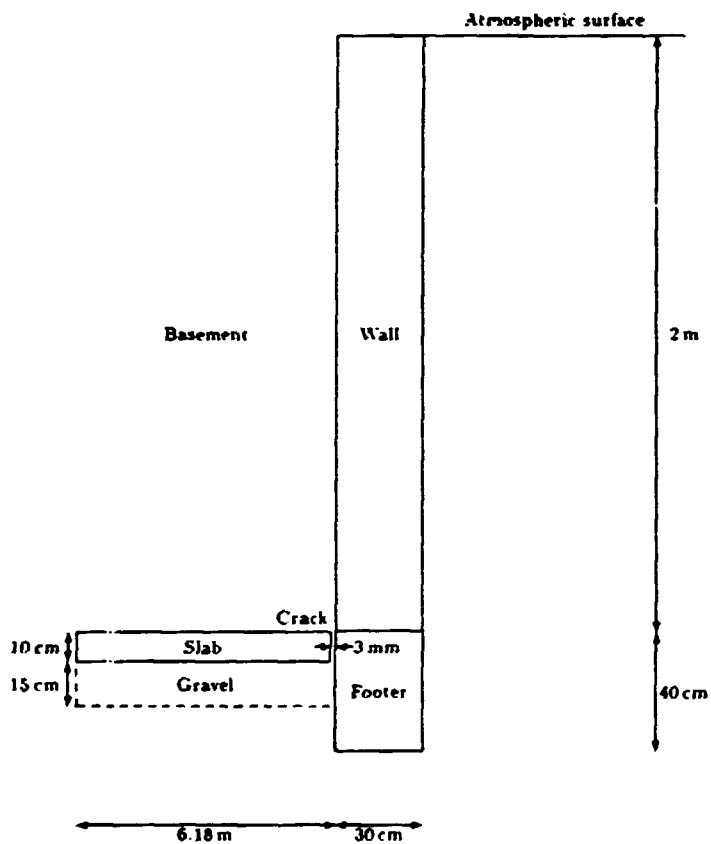 Atmospheric surface
Basement
Wall
2 m
Crack
10 cm
Slab
3 mm
15 cm
Gravel
Footer
40 cm
6.18 m
30 cm